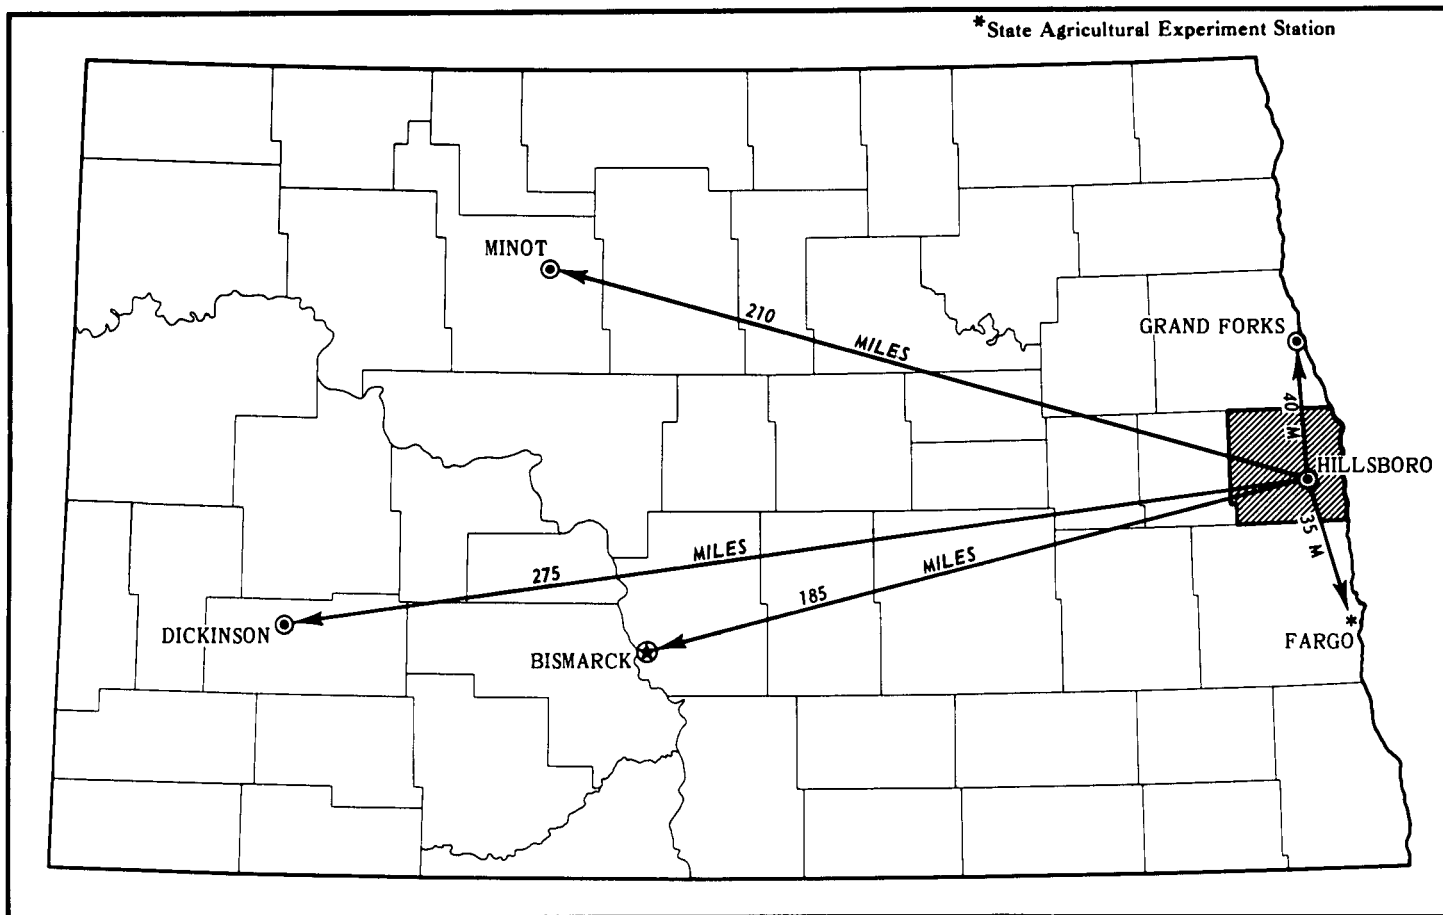 *State Agricultural Experiment Station
MINOT
210
MILES
GRAND FORKS
40 M
HILLSBORO
35 M
MILES
275
MILES
185
DICKINSON
BISMARCK
*
FARGO